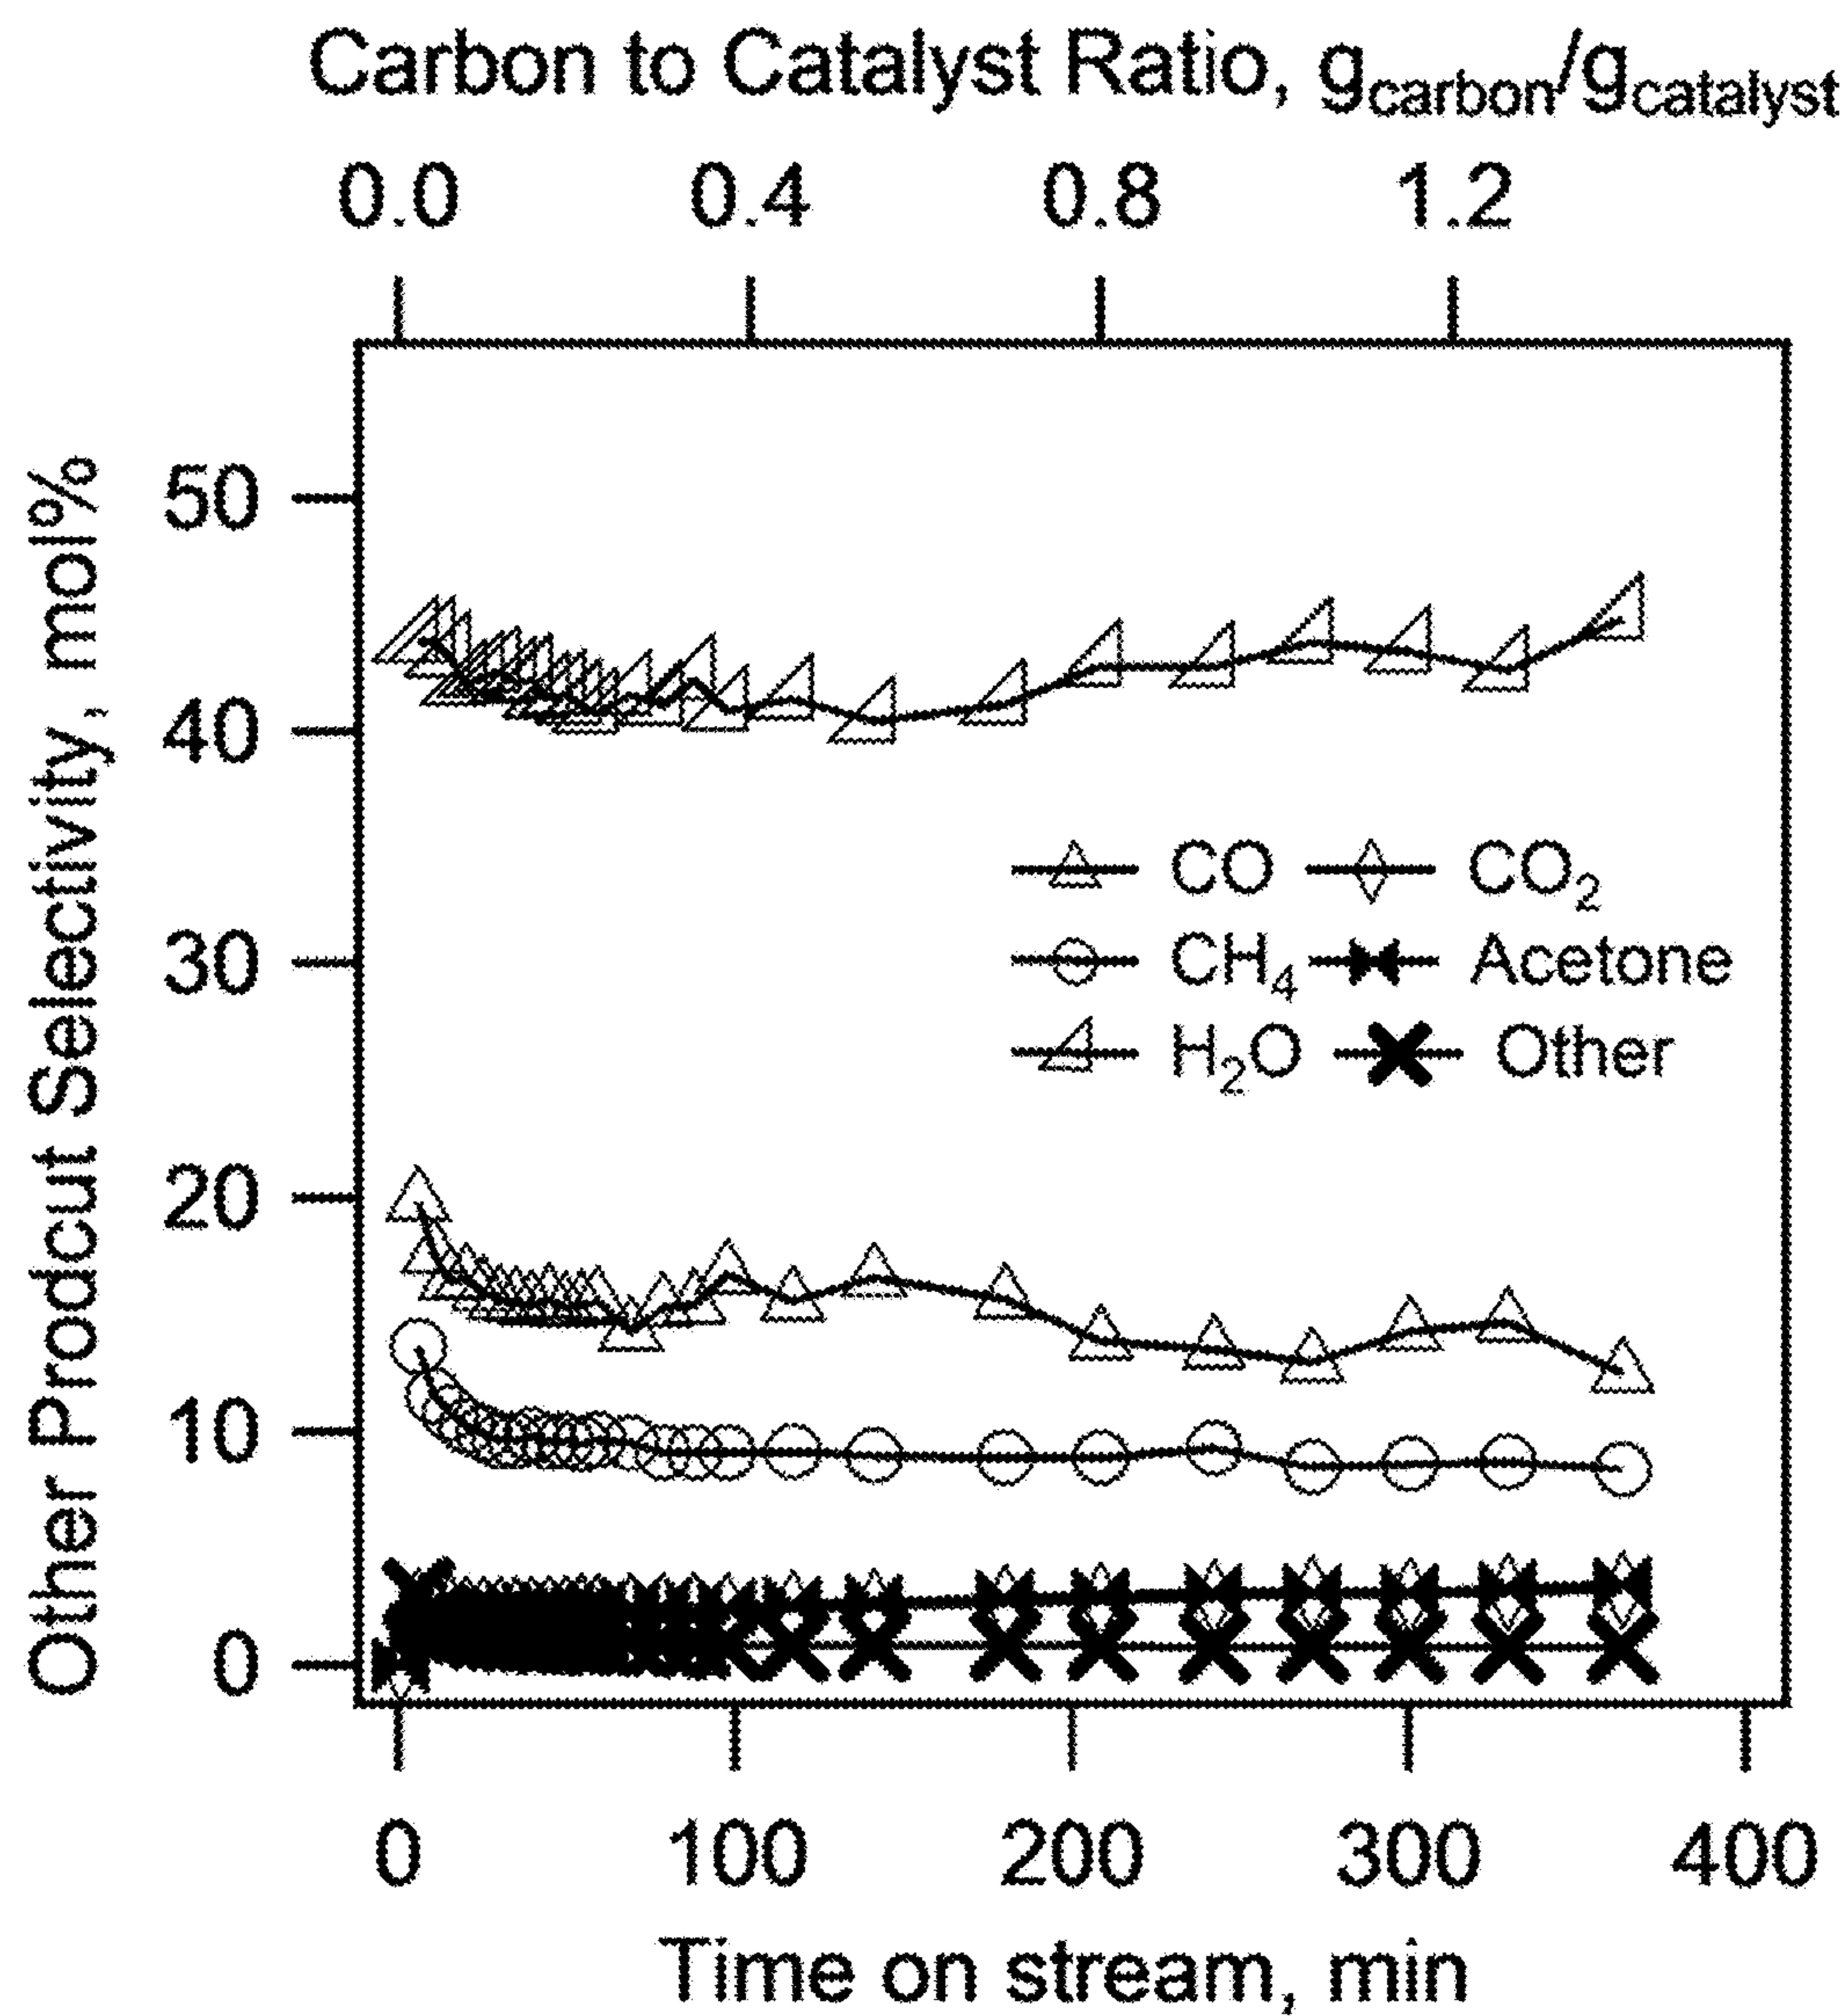 Carbon to Catalyst Ratio, gcarbon/gcatalyst
0.0 0.4 0.8 1.2
Other Prodcut Selectivity, mol%
50
40
30
20
10
0
CO CO2
CH4 Acetone
H2O Other
0 100 200 300 400
Time on stream, min